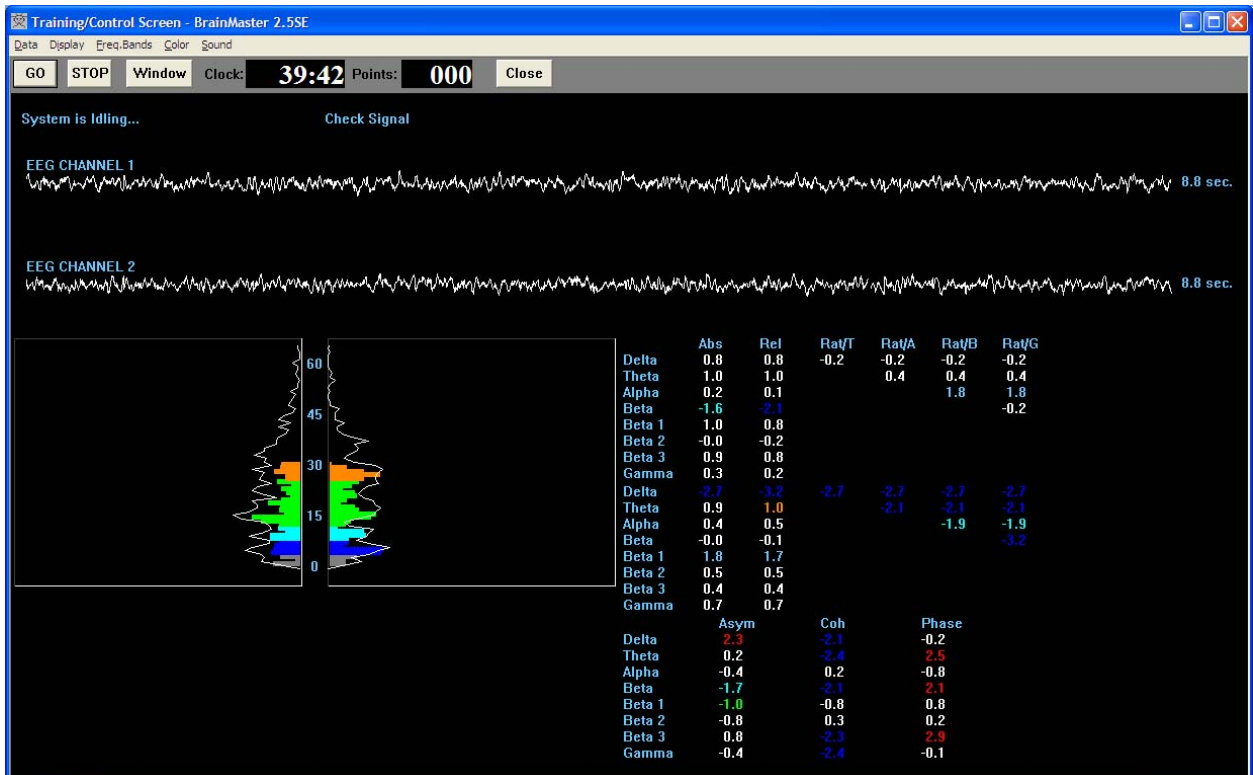 Training/Control Screen - BrainMaster 2.5SE
Data Display Freq.Bands Color Sound
GO STOP Window Clock: 39:42 Points: 000 Close
System is Idling... Check Signal
EEG CHANNEL 1
8.8 sec.
EEG CHANNEL 2
8.8 sec.
60
45
30
15
0
Abs Rel Rat/T Rat/A Rat/B Rat/G
Delta 0.8 0.8 -0.2 -0.2 -0.2 -0.2
Theta 1.0 1.0 0.4 0.4 0.4
Alpha 0.2 0.1 1.8 1.8
Beta -1.6 -2.1 -0.2
Beta 1 1.0 0.8
Beta 2 -0.0 -0.2
Beta 3 0.9 0.8
Gamma 0.3 0.2
Delta -2.7 -3.2 -2.7 -2.7 -2.7 -2.7
Theta 0.9 1.0 -2.1 -2.1 -2.1
Alpha 0.4 0.5 -1.9 -1.9
Beta -0.0 -0.1 -3.2
Beta 1 1.8 1.7
Beta 2 0.5 0.5
Beta 3 0.4 0.4
Gamma 0.7 0.7
Asym Coh Phase
Delta 2.3 -2.1 -0.2
Theta 0.2 -2.4 2.5
Alpha -0.4 0.2 -0.8
Beta -1.7 -2.1 2.1
Beta 1 -1.0 -0.8 0.8
Beta 2 -0.8 0.3 0.2
Beta 3 0.8 -2.3 2.9
Gamma -0.4 -2.4 -0.1